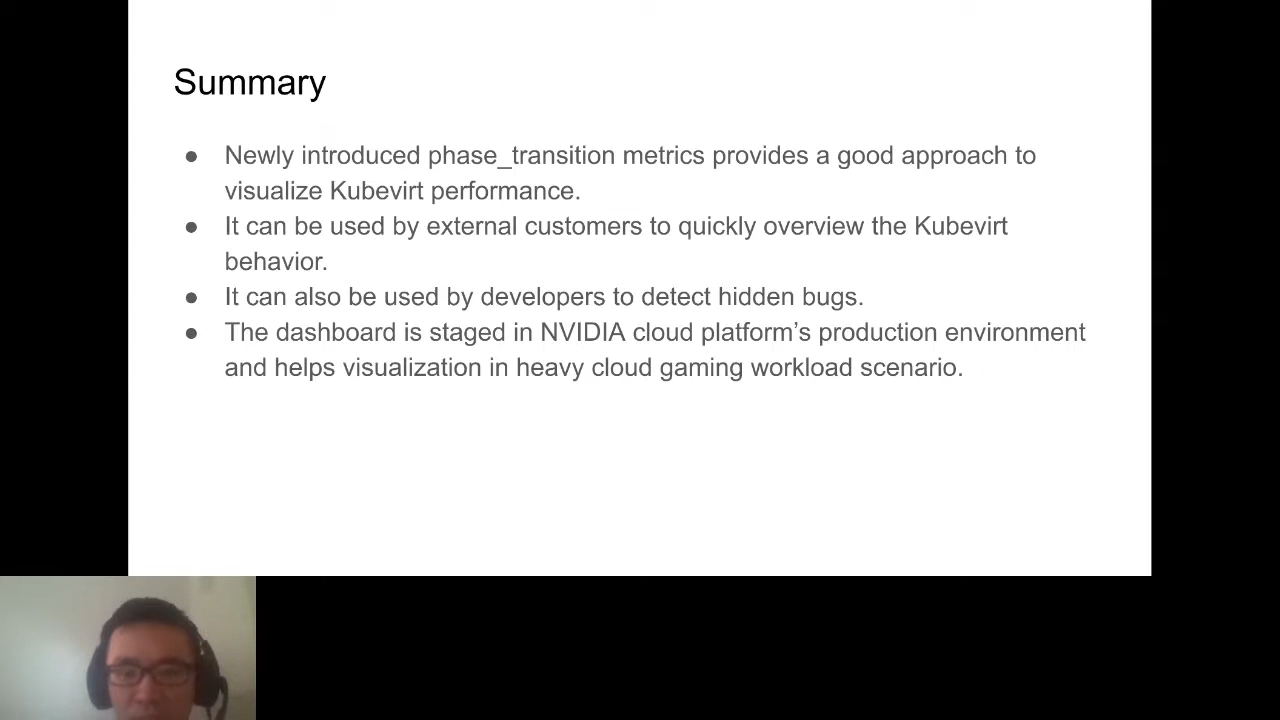 Summary
● Newly introduced phase_transition metrics provides a good approach to
visualize Kubevirt performance.
● It can be used by external customers to quickly overview the Kubevirt
behavior.
● It can also be used by developers to detect hidden bugs.
● The dashboard is staged in NVIDIA cloud platform’s production environment
and helps visualization in heavy cloud gaming workload scenario.